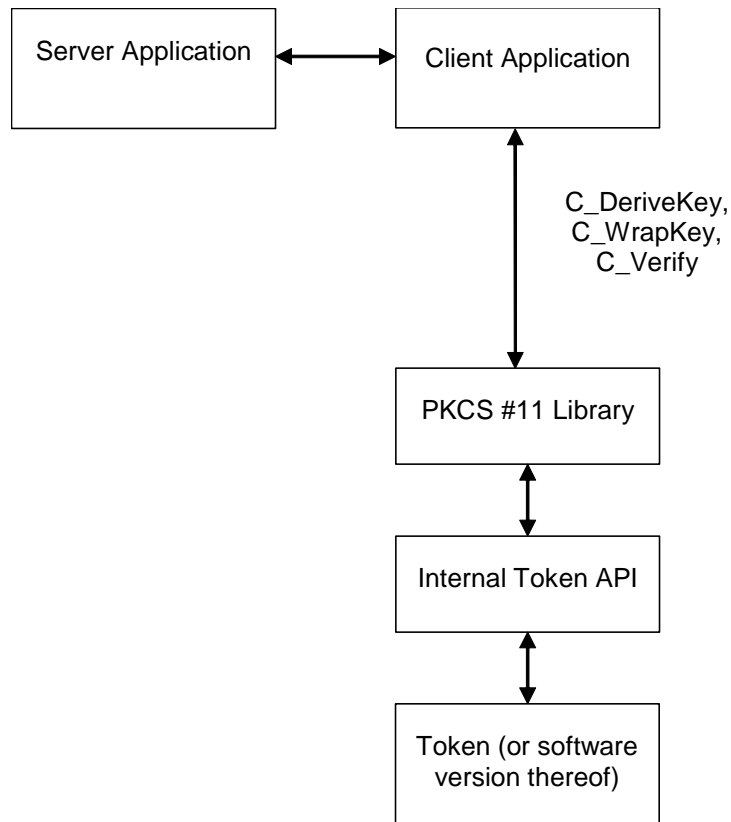 Server Application
Client Application
C_DeriveKey,
C_WrapKey,
C_Verify
PKCS #11 Library
Internal Token API
Token (or software
version thereof)